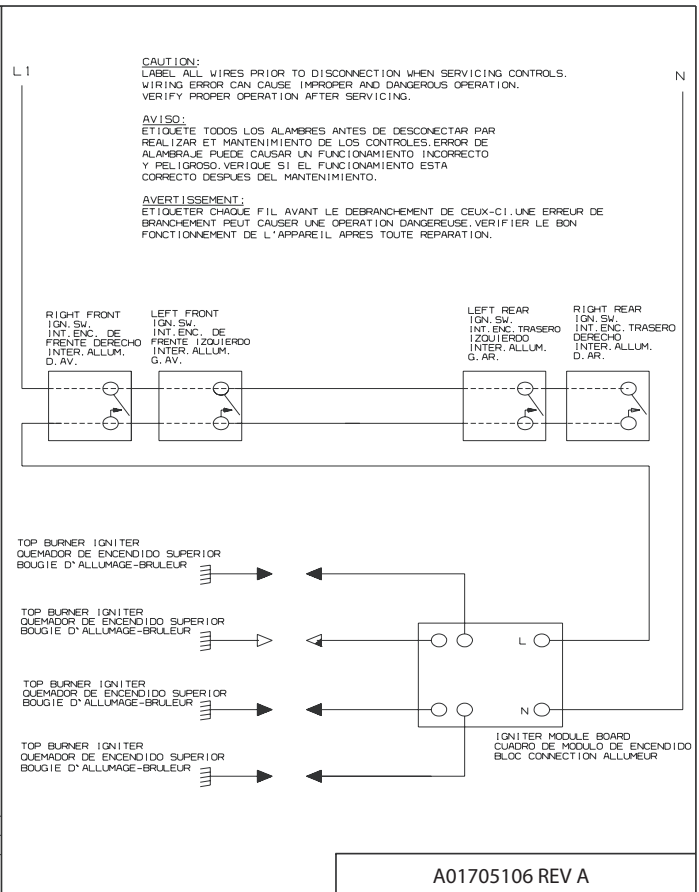 L1
N
CAUTION:
LABEL ALL WIRES PRIOR TO DISCONNECTION WHEN SERVICING CONTROLS.
WIRING ERROR CAN CAUSE IMPROPER AND DANGEROUS OPERATION.
VERIFY PROPER OPERATION AFTER SERVICING.
AVISO:
ETIQUETE TODOS LOS ALAMBRES ANTES DE DESCONECTAR PAR
REALIZAR ET MANTENIMIENTO DE LOS CONTROLES.ERROR DE
ALAMBRAJE PUEDE CAUSAR UN FUNCIONAMIENTO INCORRECTO
Y PELIGROSO.VERIQUE SI EL FUNCIONAMIENTO ESTA
CORRECTO DESPUES DEL MANTENIMIENTO.
AVERTISSEMENT:
ETIQUETER CHAQUE FIL AVANT LE DEBRANCHEMENT DE CEUX-CI.UNE ERREUR DE
BRANCHEMENT PEUT CAUSER UNE OPERATION DANGEREUSE.VERIFIER LE BON
FONCTIONNEMENT DE L'APPAREIL APRES TOUTE REPARATION.
RIGHT FRONT
IGN.SW.
INT.ENC. DE
FRENTE DERECHO
INTER.ALLUM.
D.AV.
LEFT FRONT
IGN.SW.
INT.ENC. DE
FRENTE IZQUIERDO
INTER.ALLUM.
G.AV.
LEFT REAR
IGN.SW.
INT.ENC.TRASERO
IZQUIERDO
INTER.ALLUM.
G.AR.
RIGHT REAR
IGN.SW.
INT.ENC.TRASERO
DERECHO
INTER.ALLUM.
D.AR.
TOP BURNER IGNITER
QUEMADOR DE ENCENDIDO SUPERIOR
BOUGIE D'ALLUMAGE-BRULEUR
TOP BURNER IGNITER
QUEMADOR DE ENCENDIDO SUPERIOR
BOUGIE D'ALLUMAGE-BRULEUR
TOP BURNER IGNITER
QUEMADOR DE ENCENDIDO SUPERIOR
BOUGIE D'ALLUMAGE-BRULEUR
TOP BURNER IGNITER
QUEMADOR DE ENCENDIDO SUPERIOR
BOUGIE D'ALLUMAGE-BRULEUR
L
N
IGNITER MODULE BOARD
CUADRO DE MODULO DE ENCENDIDO
BLOC CONNECTION ALLUMEUR
A01705106 REV A